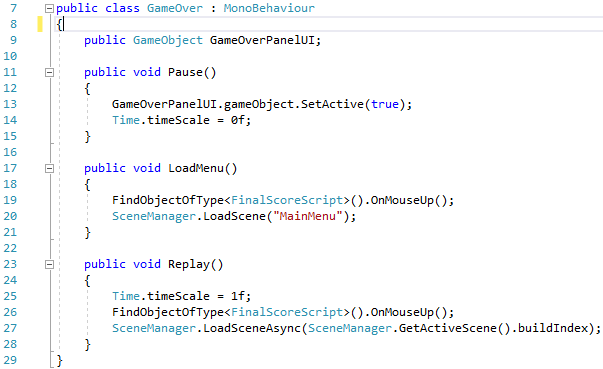 7 public class GameOver : MonoBehaviour
8 {
9 public GameObject GameOverPanelUI;
10
11 public void Pause()
12 {
13 GameOverPanelUI.gameObject.SetActive(true);
14 Time.timeScale = 0f;
15 }
16
17 public void LoadMenu()
18 {
19 FindObjectOfType<FinalScoreScript>().OnMouseUp();
20 SceneManager.LoadScene("MainMenu");
21 }
22
23 public void Replay()
24 {
25 Time.timeScale = 1f;
26 FindObjectOfType<FinalScoreScript>().OnMouseUp();
27 SceneManager.LoadSceneAsync(SceneManager.GetActiveScene().buildIndex);
28 }
29 }